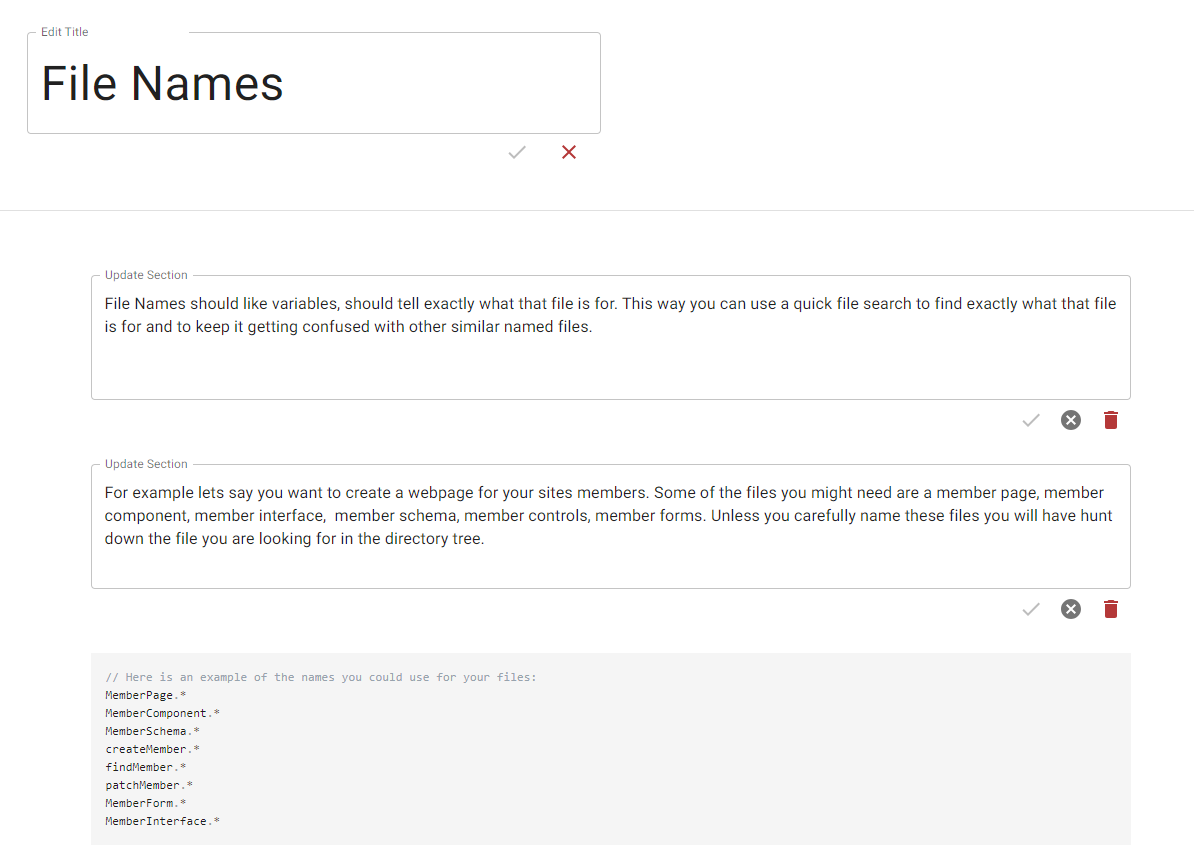 Edit Title
File Names
Update Section
File Names should like variables, should tell exactly what that file is for. This way you can use a quick file search to find exactly what that file
is for and to keep it getting confused with other similar named files.
Update Section
For example lets say you want to create a webpage for your sites members. Some of the files you might need are a member page, member
component, member interface,  member schema, member controls, member forms. Unless you carefully name these files you will have hunt
down the file you are looking for in the directory tree.
// Here is an example of the names you could use for your files:
MemberPage.*
MemberComponent.*
MemberSchema.*
createMember.*
findMember.*
patchMember.*
MemberForm.*
MemberInterface.*